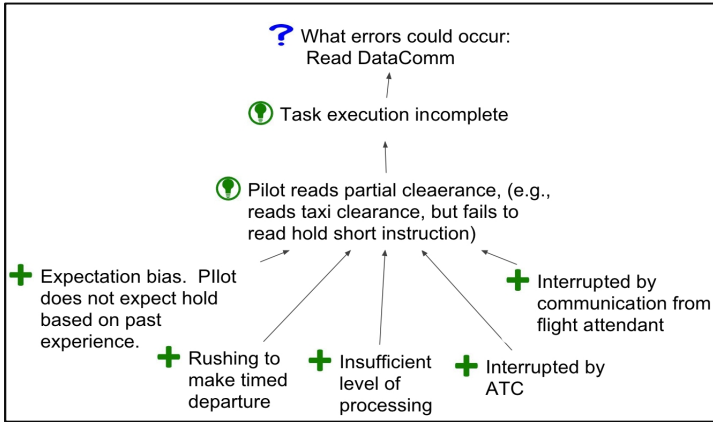 What errors could occur:
Read DataComm
Task execution incomplete
Pilot reads partial cleaerance, (e.g.,
reads taxi clearance, but fails to
read hold short instruction)
Expectation bias.  PIlot
does not expect hold
based on past
experience.
Rushing to
make timed
departure
Insufficient
level of
processing
Interrupted by
ATC
Interrupted by
communication from
flight attendant